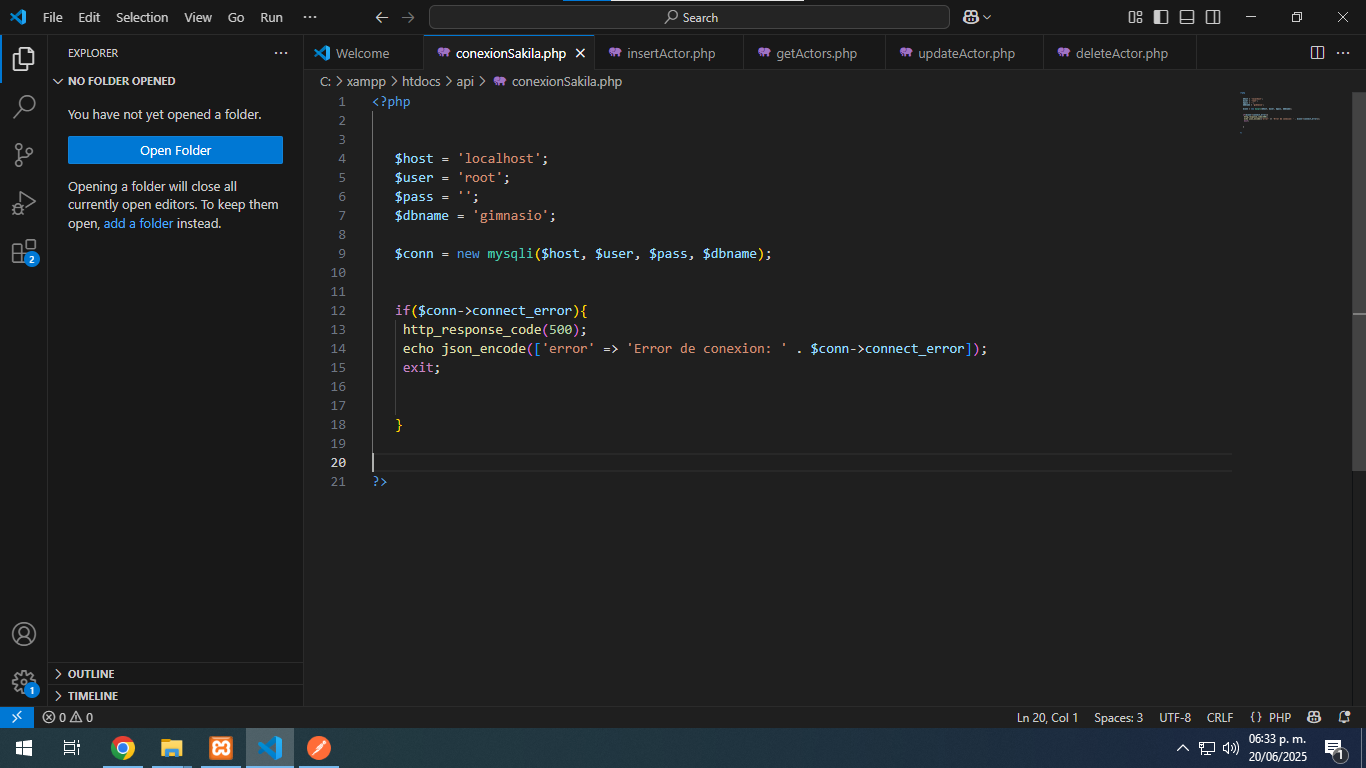 File Edit Selection View Go Run ···
Search
EXPLORER ···
NO FOLDER OPENED
You have not yet opened a folder.
Open Folder
Opening a folder will close all
currently open editors. To keep them
open, add a folder instead.
2
OUTLINE
TIMELINE
1
Welcome conexionSakila.php insertActor.php getActors.php updateActor.php deleteActor.php ···
C: > xampp > htdocs > api > conexionSakila.php
1 <?php
2
3
4 $host = 'localhost';
5 $user = 'root';
6 $pass = '';
7 $dbname = 'gimnasio';
8
9 $conn = new mysqli($host, $user, $pass, $dbname);
10
11
12 if($conn->connect_error){
13 http_response_code(500);
14 echo json_encode(['error' => 'Error de conexion: ' . $conn->connect_error]);
15 exit;
16
17
18 }
19
20
21 ?>
0 0 Ln 20, Col 1 Spaces: 3 UTF-8 CRLF { } PHP
06:33 p. m.
20/06/2025
1